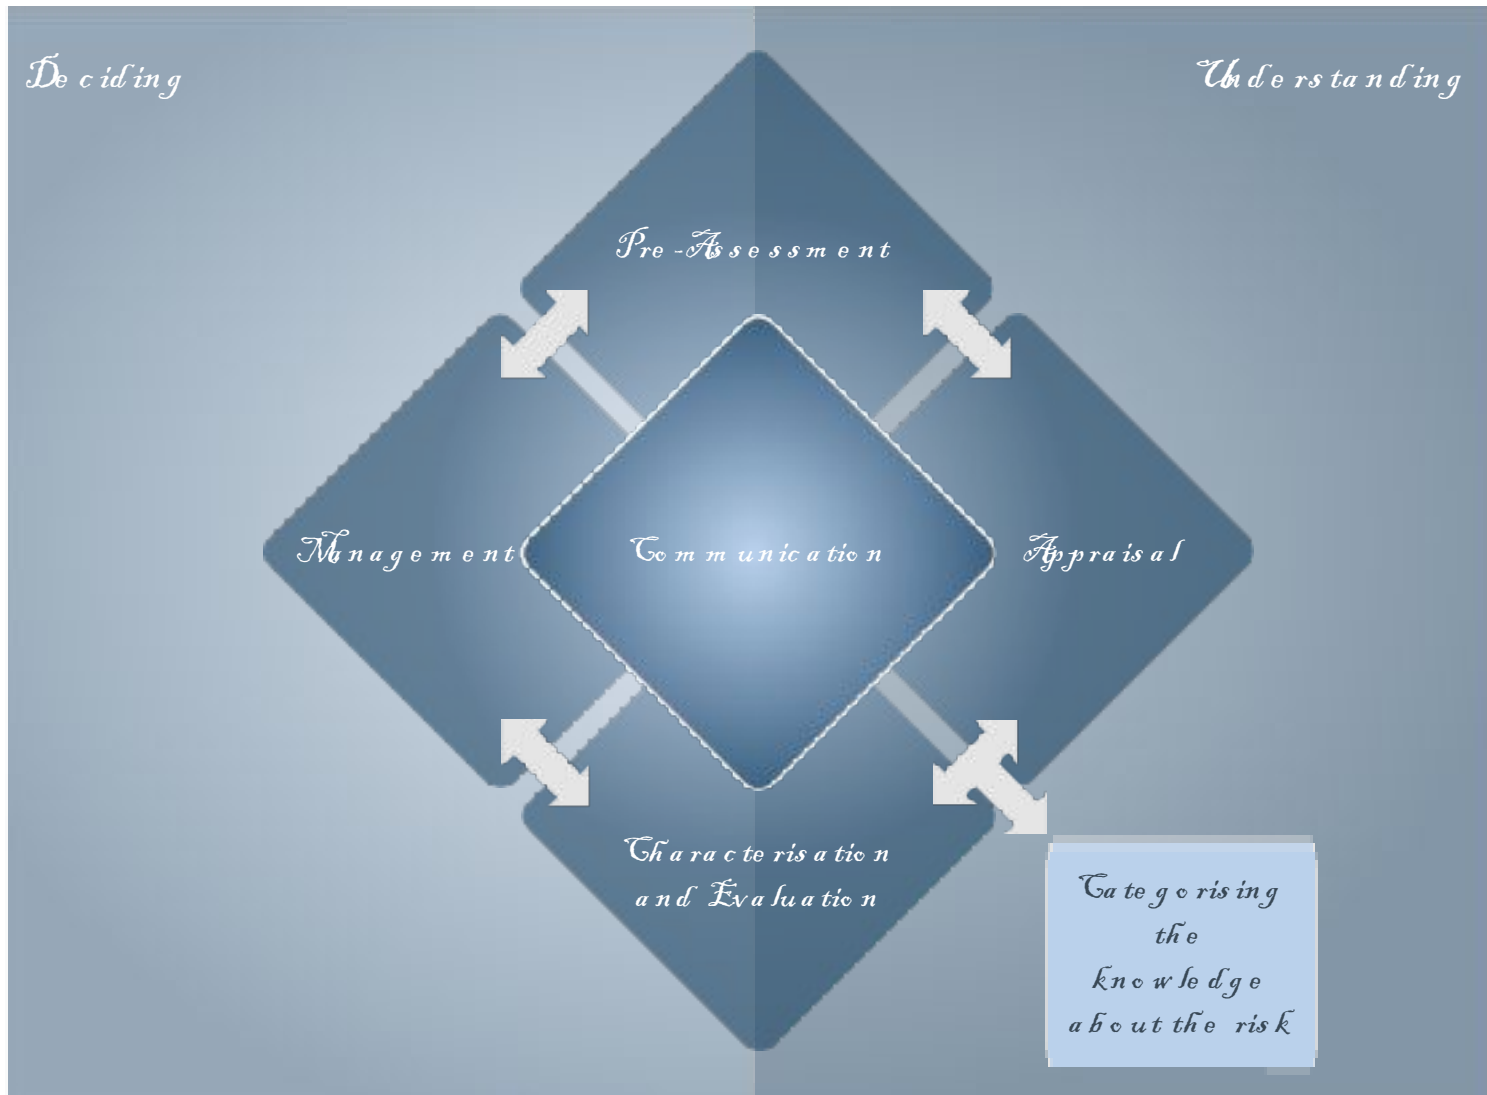 Deciding
Understanding
Pre-Assessment
Management
Communication
Appraisal
Characterisation
and Evaluation
Categorising
the
knowledge
about the risk